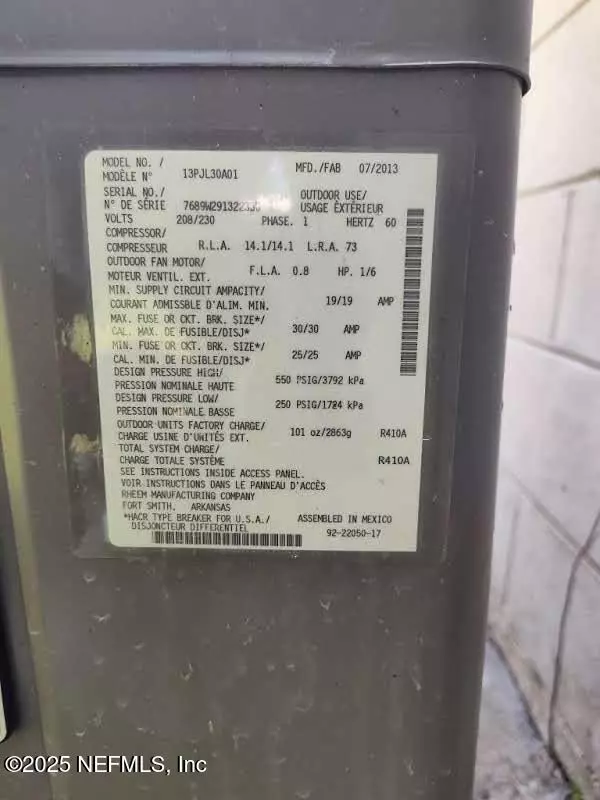 MODEL NO. /
MODÈLE N° 13PJL30A01 MFD./FAB 07/2013
SERIAL NO./
N° DE SÉRIE OUTDOOR USE/
USAGE EXTÉRIEUR
VOLTS 208/230 PHASE. 1 HERTZ 60
COMPRESSOR/
COMPRESSEUR R.L.A. 14.1/14.1 L.R.A. 73
OUTDOOR FAN MOTOR/
MOTEUR VENTIL. EXT. F.L.A. 0.8 HP. 1/6
MIN. SUPPLY CIRCUIT AMPACITY/
COURANT ADMISSBLE D'ALIM. MIN. 19/19 AMP
MAX. FUSE OR CKT. BRK. SIZE*/
CAL. MAX. DE FUSIBLE/DISJ* 30/30 AMP
MIN. FUSE OR CKT. BRK. SIZE*/
CAL. MIN. DE FUSIBLE/DISJ* 25/25 AMP
DESIGN PRESSURE HIGH/
PRESSION NOMINALE HAUTE 550 PSIG/3792 kPa
DESIGN PRESSURE LOW/
PRESSION NOMINALE BASSE 250 PSIG/1724 kPa
OUTDOOR UNITS FACTORY CHARGE/
CHARGE USINE D'UNITÉS EXT. 101 oz/2863g R410A
TOTAL SYSTEM CHARGE/
CHARGE TOTALE SYSTÈME R410A
SEE INSTRUCTIONS INSIDE ACCESS PANEL.
VOIR INSTRUCTIONS DANS LE PANNEAU D'ACCÈS
RHEEM MANUFACTURING COMPANY
FORT SMITH, ARKANSAS
*HACR TYPE BREAKER FOR U.S.A./ ASSEMBLED IN MEXICO
DISJONCTEUR DIFFERENTIEL
92-22050-17
©2025 NEFMLS, Inc